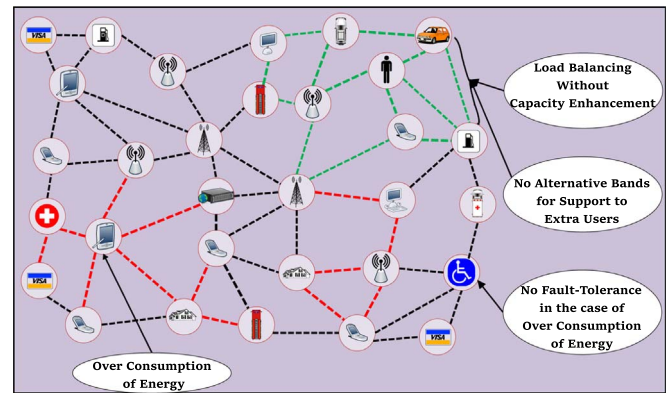 VISA
Load Balancing
Without
Capacity Enhancement
No Alternative Bands
for Support to
Extra Users
VISA
No Fault-Tolerance
in the case of
Over Consumption
of Energy
VISA
Over Consumption
of Energy